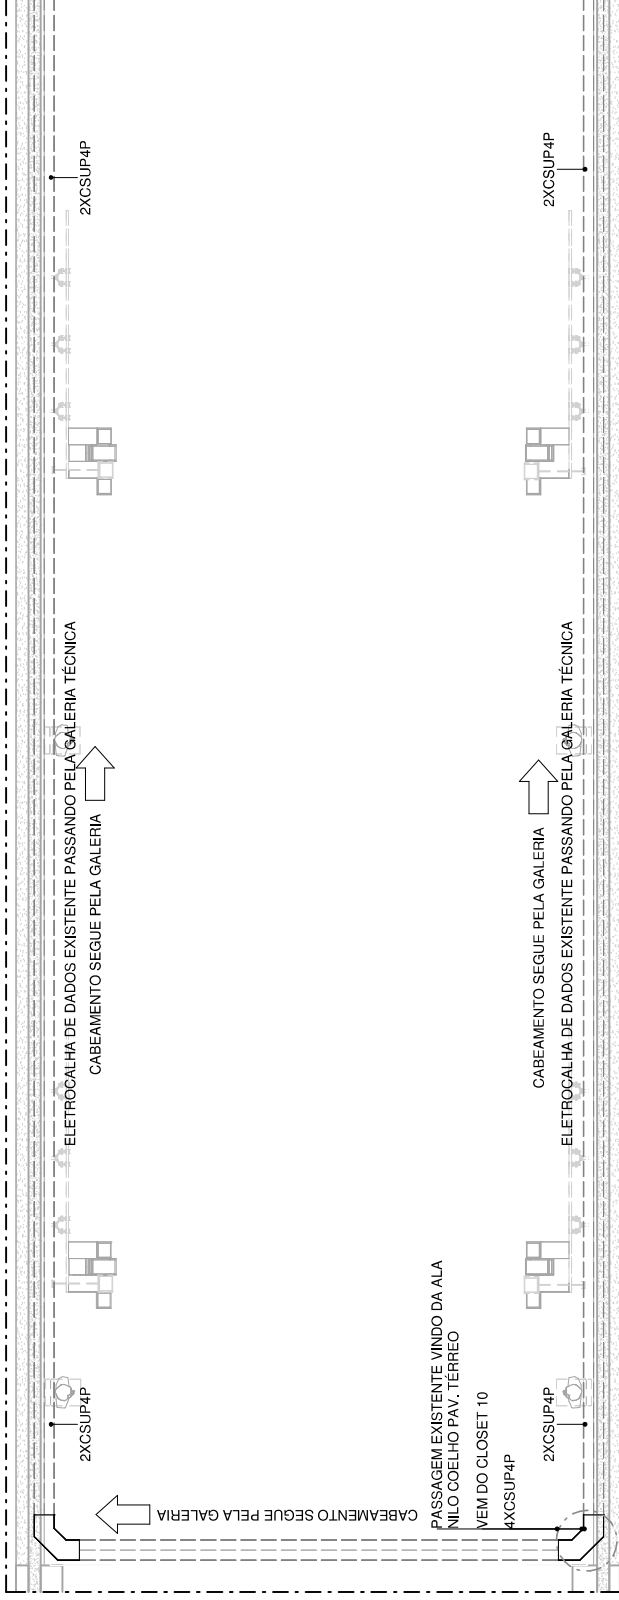 2XCSUP4P
2XCSUP4P
ELETROCALHA DE DADOS EXISTENTE PASSANDO PELA GALERIA TÉCNICA
CABEAMENTO SEGUE PELA GALERIA
CABEAMENTO SEGUE PELA GALERIA
ELETROCALHA DE DADOS EXISTENTE PASSANDO PELA GALERIA TÉCNICA
2XCSUP4P
CABEAMENTO SEGUE PELA GALERIA
PASSAGEM EXISTENTE VINDO DA ALA
NILO COELHO PAV. TÉRREO
VEM DO CLOSET 10
4XCSUP4P
2XCSUP4P